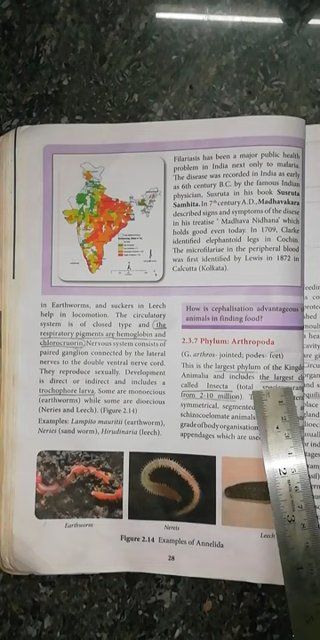 Filariasis has been a major public health
problem in India next only to malaria.
The disease was recorded in India as early
as 6th century B.C. by the famous Indian
physician, Susruta in his book Susruta
Samhita. In 7th century A.D., Madhavakara
described signs and symptoms of the disese
in his treatise ' Madhava Nidhana' which
holds good even today. In 1709, Clarke
identified elephantoid legs in Cochin.
The microfilariae in the peripheral blood
was first identified by Lewis in 1872 in
Calcutta (Kolkata).
in Earthworms, and suckers in Leech
help in locomotion. The circulatory
system is of closed type and the
respiratory pigments are hemoglobin and
chlorocruorin. Nervous system consists of
paired ganglion connected by the lateral
nerves to the double ventral nerve cord.
They reproduce sexually. Development
is direct or indirect and includes a
trochophore larva. Some are monoecious
(earthworms) while some are dioecious
(Neries and Leech). (Figure 2.14)
Examples: Lampito mauritii (earthworm),
Neries (sand worm), Hirudinaria (leech).
How is cephalisation advantageous
animals in finding food?
2.3.7 Phylum: Arthropoda
(G. arthros- jointed; podes- feet)
This is the largest phylum of the Kingd
Animalia and includes the largest c
called Insecta (total
from 2-10 million).
symmetrical, segmented
schizocoelomate animals
grade of body organisation
appendages which are used
Earthworm
Nereis
Leech
Figure 2.14 Examples of Annelida
28